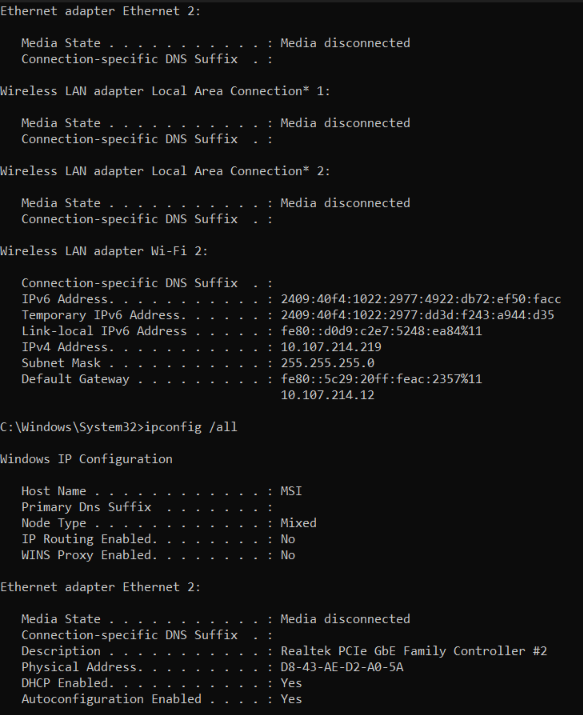 Ethernet adapter Ethernet 2:
Media State . . . . . . . . . . . : Media disconnected
Connection-specific DNS Suffix  . :
Wireless LAN adapter Local Area Connection* 1:
Media State . . . . . . . . . . . : Media disconnected
Connection-specific DNS Suffix  . :
Wireless LAN adapter Local Area Connection* 2:
Media State . . . . . . . . . . . : Media disconnected
Connection-specific DNS Suffix  . :
Wireless LAN adapter Wi-Fi 2:
Connection-specific DNS Suffix  . :
IPv6 Address. . . . . . . . . . . : 2409:40f4:1022:2977:4922:db72:ef50:facc
Temporary IPv6 Address. . . . . . : 2409:40f4:1022:2977:dd3d:f243:a944:d35
Link-local IPv6 Address . . . . . : fe80::d0d9:c2e7:5248:ea84%11
IPv4 Address. . . . . . . . . . . : 10.107.214.219
Subnet Mask . . . . . . . . . . . : 255.255.255.0
Default Gateway . . . . . . . . . : fe80::5c29:20ff:feac:2357%11
10.107.214.12
C:\Windows\System32>ipconfig /all
Windows IP Configuration
Host Name . . . . . . . . . . . . : MSI
Primary Dns Suffix  . . . . . . . :
Node Type . . . . . . . . . . . . : Mixed
IP Routing Enabled. . . . . . . . : No
WINS Proxy Enabled. . . . . . . . : No
Ethernet adapter Ethernet 2:
Media State . . . . . . . . . . . : Media disconnected
Connection-specific DNS Suffix  . :
Description . . . . . . . . . . . : Realtek PCIe GbE Family Controller #2
Physical Address. . . . . . . . . : D8-43-AE-D2-A0-5A
DHCP Enabled. . . . . . . . . . . : Yes
Autoconfiguration Enabled . . . . : Yes